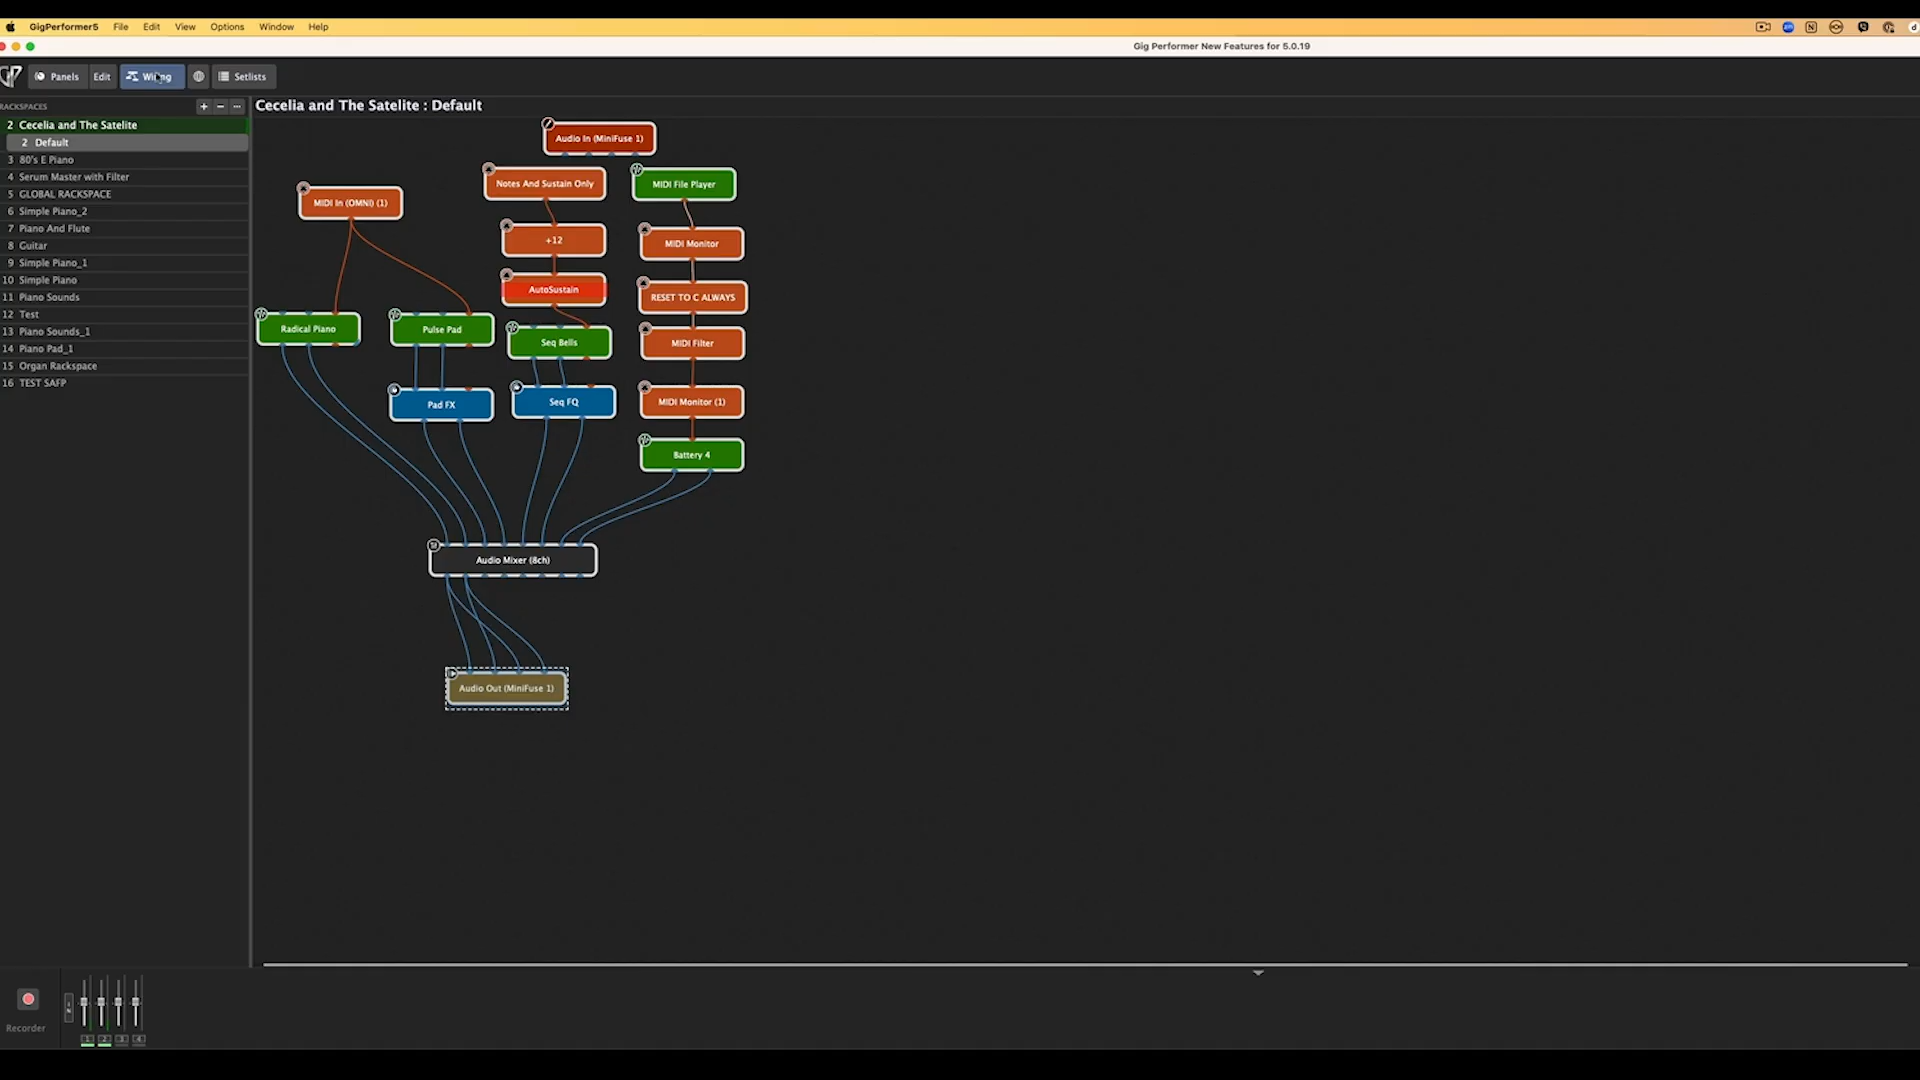 GigPerformer5 File Edit View Options Window Help
Gig Performer New Features for 5.0.19
Panels Edit Wiring Setlists
RACKSPACES + − ...
Cecelia and The Satelite : Default
2 Cecelia and The Satelite
2 Default
3 80's E Piano
4 Serum Master with Filter
5 GLOBAL RACKSPACE
6 Simple Piano_2
7 Piano And Flute
8 Guitar
9 Simple Piano_1
10 Simple Piano
11 Piano Sounds
12 Test
13 Piano Sounds_1
14 Piano Pad_1
15 Organ Rackspace
16 TEST SAFP
Audio In (MiniFuse 1)
Notes And Sustain Only
MIDI File Player
MIDI In (OMNI) (1)
+12
MIDI Monitor
AutoSustain
RESET TO C ALWAYS
Radical Piano
Pulse Pad
Seq Bells
MIDI Filter
Pad FX
Seq FQ
MIDI Monitor (1)
Battery 4
Audio Mixer (8ch)
Audio Out (MiniFuse 1)
Recorder
IN
1 2 3 4